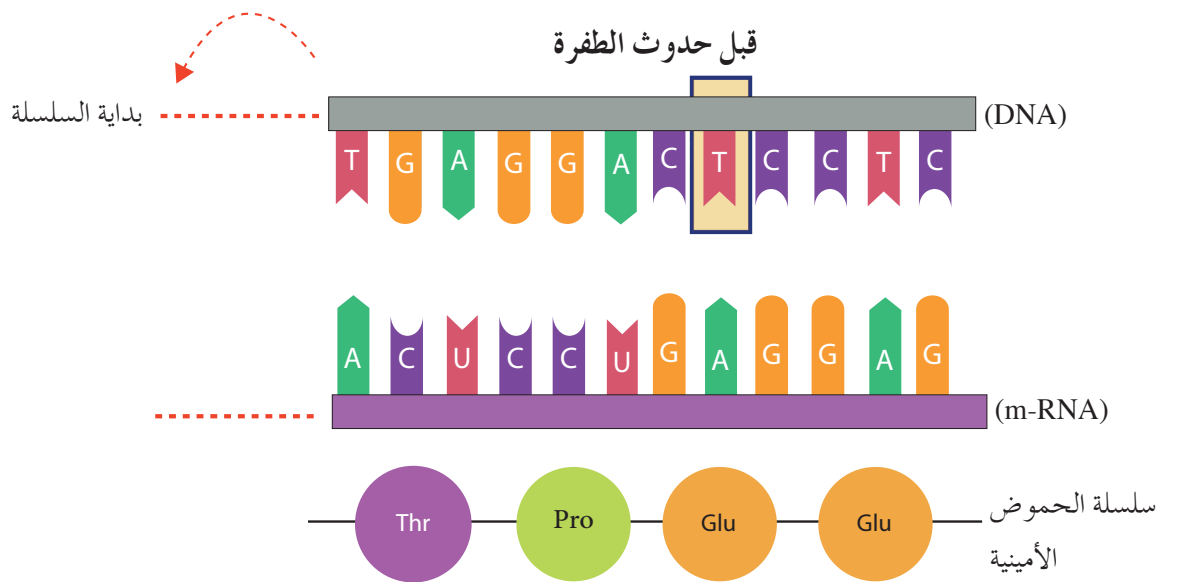 قبل حدوث الطفرة
بداية السلسلة
(DNA)
T G A G G A C T C C T C
A C U C C U G A G G A G
(m-RNA)
Thr Pro Glu Glu
سلسلة الحموض
الأمينية